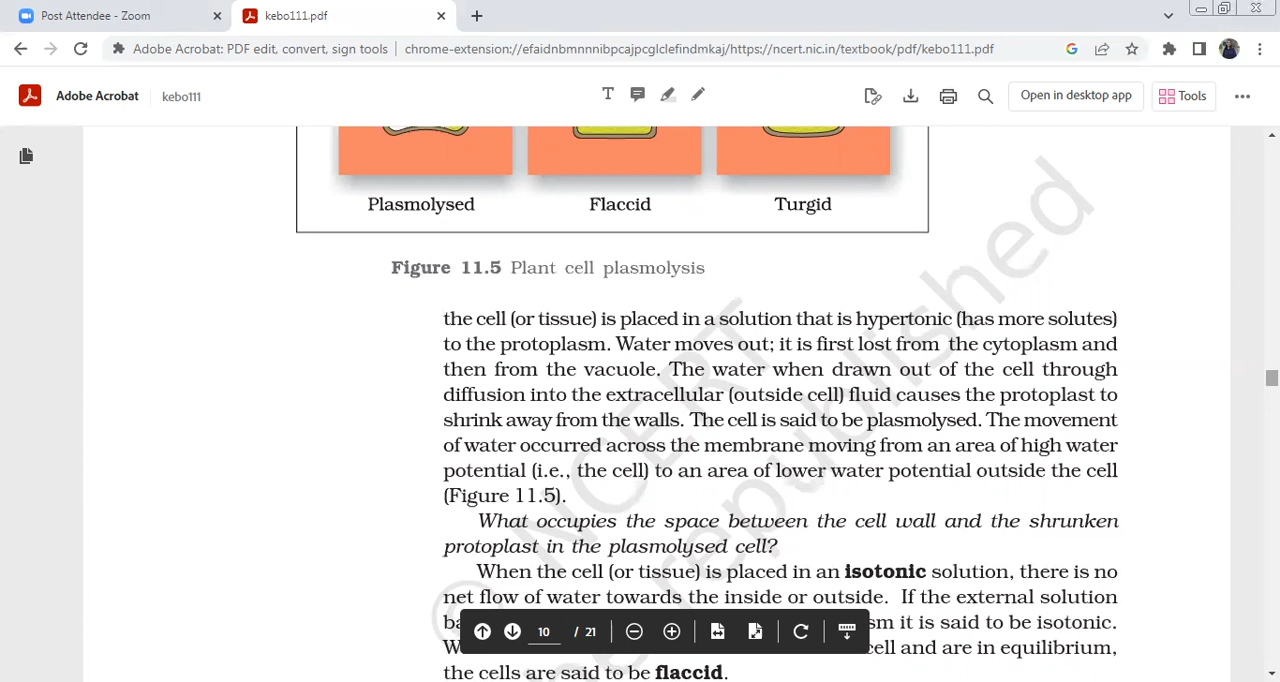 Post Attendee - Zoom
kebo111.pdf
Adobe Acrobat: PDF edit, convert, sign tools | chrome-extension://efaidnbmnnnibpcajpcglclefindmkaj/https://ncert.nic.in/textbook/pdf/kebo111.pdf
Adobe Acrobat kebo111
Open in desktop app
Tools
Plasmolysed Flaccid Turgid
Figure 11.5 Plant cell plasmolysis
the cell (or tissue) is placed in a solution that is hypertonic (has more solutes)
to the protoplasm. Water moves out; it is first lost from the cytoplasm and
then from the vacuole. The water when drawn out of the cell through
diffusion into the extracellular (outside cell) fluid causes the protoplast to
shrink away from the walls. The cell is said to be plasmolysed. The movement
of water occurred across the membrane moving from an area of high water
potential (i.e., the cell) to an area of lower water potential outside the cell
(Figure 11.5).
What occupies the space between the cell wall and the shrunken
protoplast in the plasmolysed cell?
When the cell (or tissue) is placed in an isotonic solution, there is no
net flow of water towards the inside or outside. If the external solution
it is said to be isotonic.
cell and are in equilibrium,
the cells are said to be flaccid.
10 / 21
© NCERT
republished